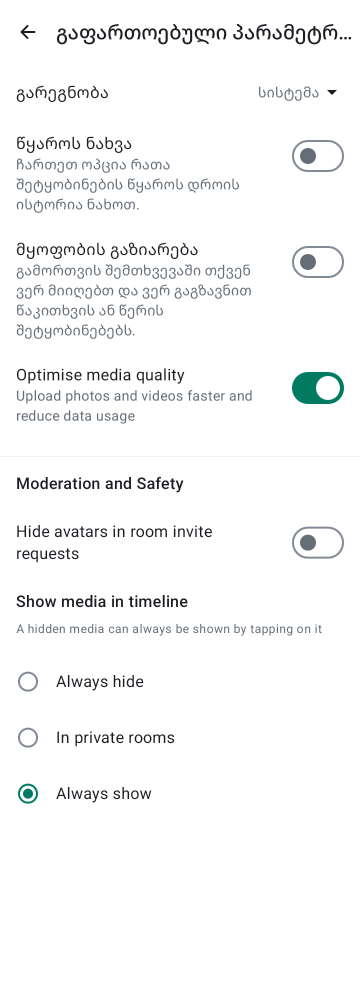 გაფართოებული პარამეტრ...
გარეგნობა
სისტემა
წყაროს ნახვა
ჩართეთ ოპცია რათა
შეტყობინების წყაროს დროის
ისტორია ნახოთ.
მყოფობის გაზიარება
გამორთვის შემთხვევაში თქვენ
ვერ მიიღებთ და ვერ გაგზავნით
წაკითხვის ან წერის
შეტყობინებებს.
Optimise media quality
Upload photos and videos faster and
reduce data usage
Moderation and Safety
Hide avatars in room invite
requests
Show media in timeline
A hidden media can always be shown by tapping on it
Always hide
In private rooms
Always show